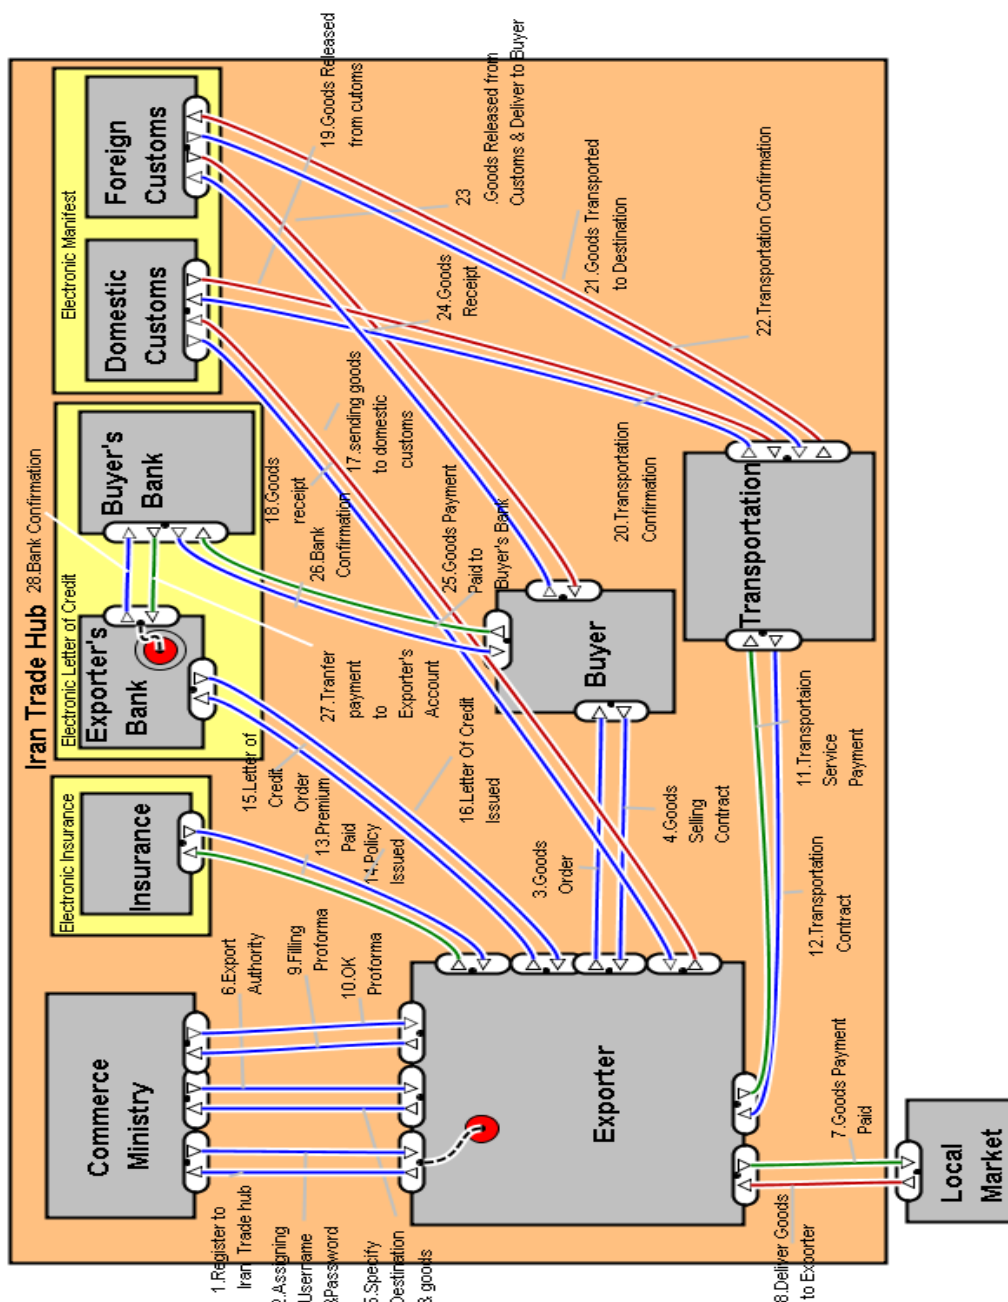 Iran Trade Hub
Commerce
Ministry
Electronic Insurance
Insurance
Electronic Letter of Credit
Exporter's
Bank
Buyer's
Bank
Electronic Manifest
Domestic
Customs
Foreign
Customs
Exporter
Buyer
Transportation
Local
Market
1.Register to
Iran Trade hub
2.Assigning
Username
&Password
5.Specify
Destination
& goods
6.Export
Authority
9.Filling
Proforma
10.OK
Proforma
13.Premium
Paid
14.Policy
Issued
15.Letter of
Credit
Order
16.Letter Of Credit
Issued
3.Goods
Order
4.Goods
Selling
Contract
7.Goods Payment
Paid
8.Deliver Goods
to Exporter
11.Transportaion
Service
Payment
12.Transportation
Contract
17.sending goods
to domestic
customs
18.Goods
receipt
19.Goods Released
from cutoms
20.Transportation
Confirmation
21.Goods Transported
to Destination
22.Transportation Confirmation
23
.Goods Released from
Customs & Deliver to Buyer
24.Goods
Receipt
25.Goods Payment
Paid to
Buyer's Bank
26.Bank
Confirmation
27.Tranfer
payment
to
Exporter's
Account
28.Bank Confirmation